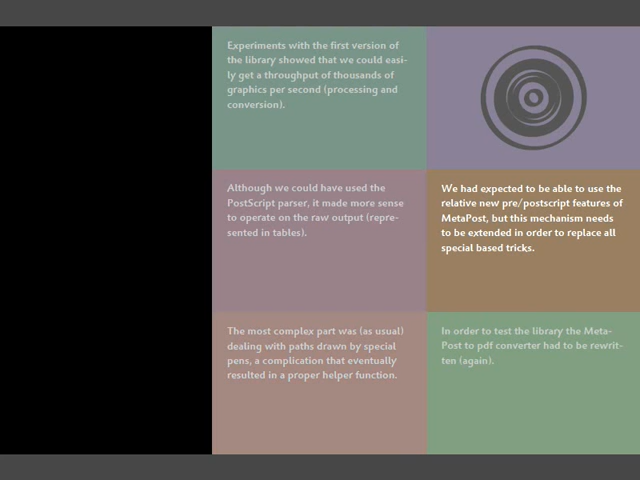 Experiments with the first version of
the library showed that we could easi-
ly get a throughput of thousands of
graphics per second (processing and
conversion).
Although we could have used the
PostScript parser, it made more sense
to operate on the raw output (repre-
sented in tables).
We had expected to be able to use the
relative new pre/postscript features of
MetaPost, but this mechanism needs
to be extended in order to replace all
special based tricks.
The most complex part was (as usual)
dealing with paths drawn by special
pens, a complication that eventually
resulted in a proper helper function.
In order to test the library the Meta-
Post to pdf converter had to be rewrit-
ten (again).